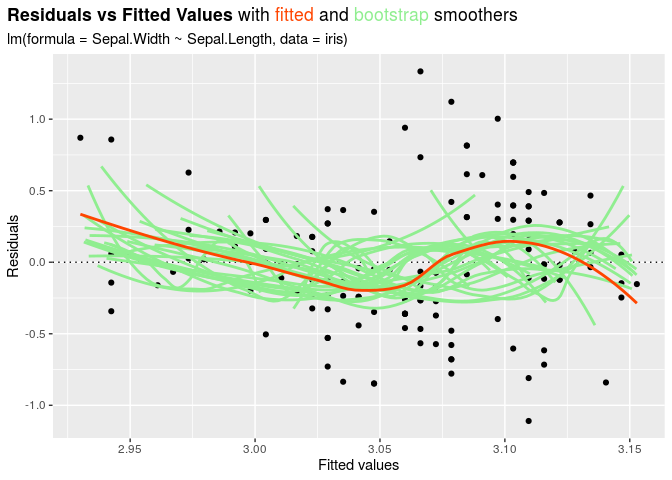 Residuals vs Fitted Values with fitted and bootstrap smoothers
lm(formula = Sepal.Width ~ Sepal.Length, data = iris)
1.0
0.5
0.0
-0.5
-1.0
Residuals
2.95 3.00 3.05 3.10 3.15
Fitted values